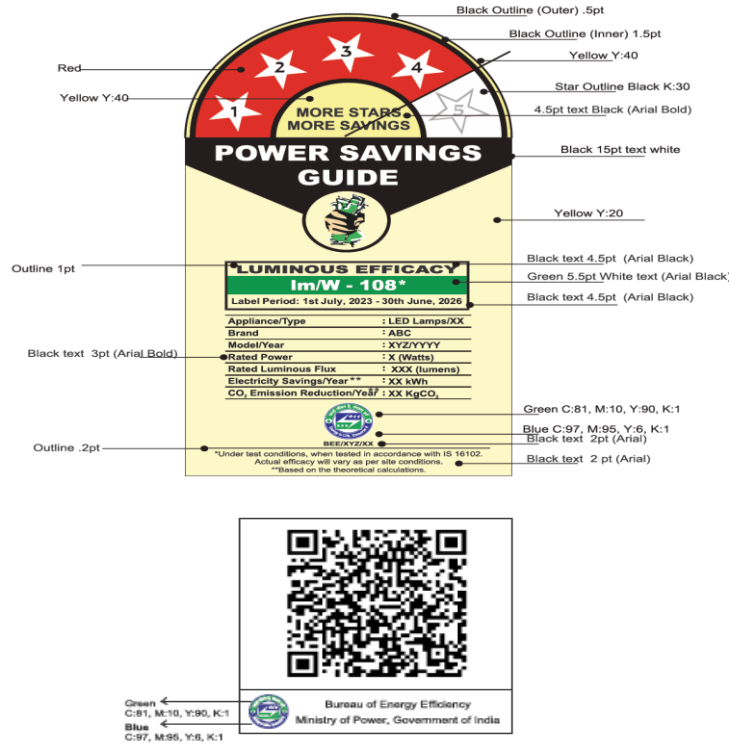 Black Outline (Outer) .5pt
Black Outline (Inner) 1.5pt
Yellow Y:40
Red
Yellow Y:40
Star Outline Black K:30
4.5pt text Black (Arial Bold)
1 2 3 4 5
MORE STARS
MORE SAVINGS
POWER SAVINGS
GUIDE
Black 15pt text white
Yellow Y:20
Outline 1pt
LUMINOUS EFFICACY
Black text 4.5pt (Arial Black)
lm/W - 108*
Green 5.5pt White text (Arial Black)
Label Period: 1st July, 2023 - 30th June, 2026
Black text 4.5pt (Arial Black)
Appliance/Type : LED Lamps/XX
Brand : ABC
Model/Year : XYZ/YYYY
Black text 3pt (Arial Bold)
Rated Power : X (Watts)
Rated Luminous Flux : XXX (lumens)
Electricity Savings/Year** : XX kWh
CO₂ Emission Reduction/Year** : XX KgCO₂
Green C:81, M:10, Y:90, K:1
Blue C:97, M:95, Y:6, K:1
BEE/XYZ/XX
Black text 2pt (Arial)
Outline .2pt
*Under test conditions, when tested in accordance with IS 16102.
Actual efficacy will vary as per site conditions.
**Based on the theoretical calculations.
Black text 2 pt (Arial)
Green
C:81, M:10, Y:90, K:1
Blue
C:97, M:95, Y:6, K:1
Bureau of Energy Efficiency
Ministry of Power, Government of India